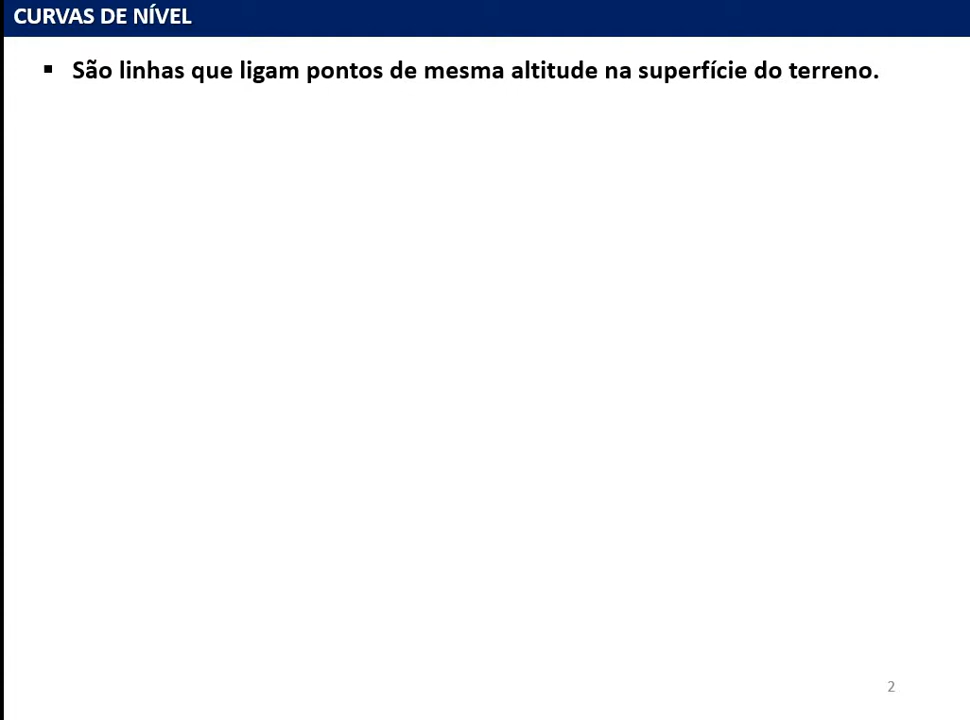 CURVAS DE NÍVEL
▪ São linhas que ligam pontos de mesma altitude na superfície do terreno.
2